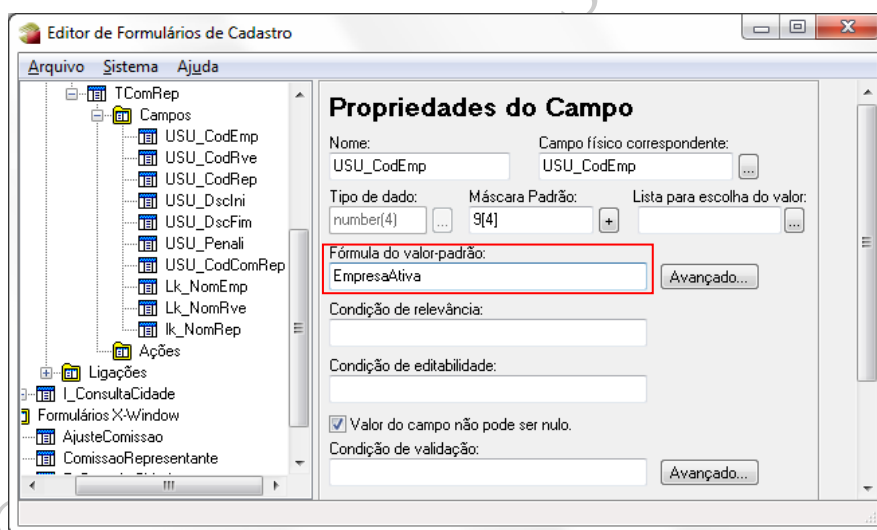 Editor de Formulários de Cadastro
Arquivo Sistema Ajuda
TComRep
Campos
USU_CodEmp
USU_CodRve
USU_CodRep
USU_DscIni
USU_DscFim
USU_Penali
USU_CodComRep
Lk_NomEmp
Lk_NomRve
lk_NomRep
Ações
Ligações
I_ConsultaCidade
Formulários X-Window
AjusteComissao
ComissaoRepresentante
Propriedades do Campo
Nome: Campo físico correspondente:
USU_CodEmp USU_CodEmp ...
Tipo de dado: Máscara Padrão: Lista para escolha do valor:
number(4) ... 9[4] + ...
Fórmula do valor-padrão:
EmpresaAtiva Avançado...
Condição de relevância:
Condição de editabilidade:
Valor do campo não pode ser nulo.
Condição de validação:
Avançado...